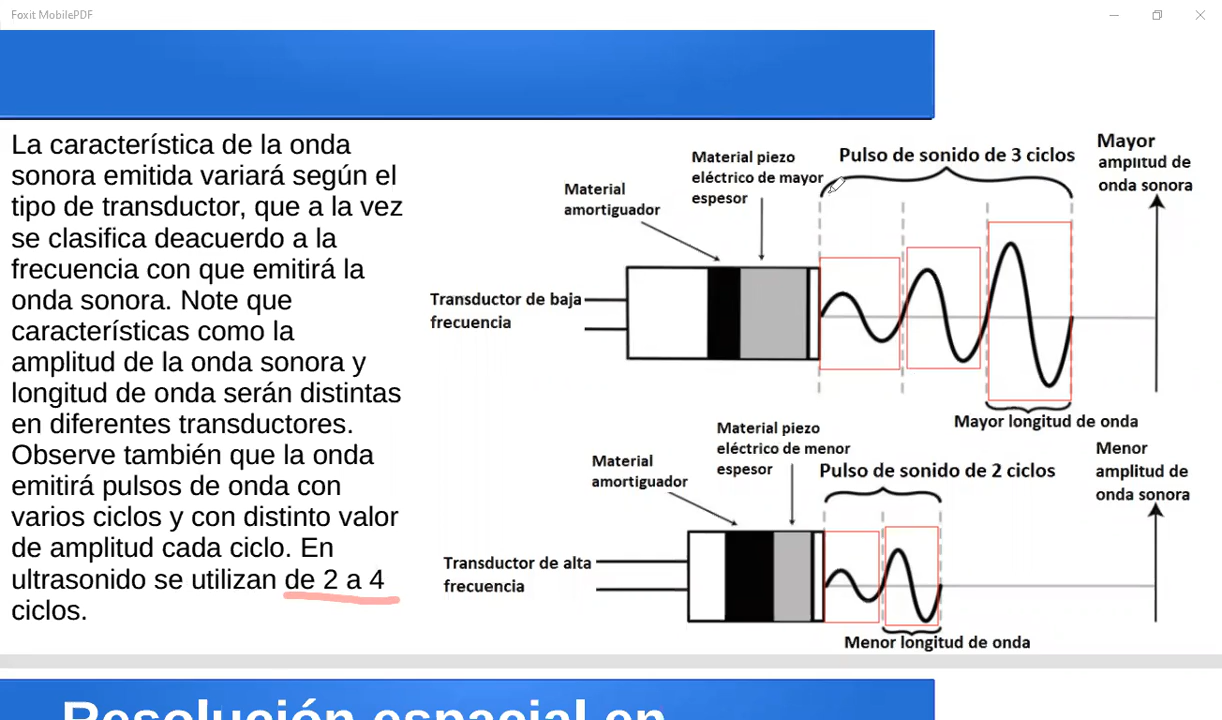 Foxit MobilePDF
La característica de la onda
sonora emitida variará según el
tipo de transductor, que a la vez
se clasifica deacuerdo a la
frecuencia con que emitirá la
onda sonora. Note que
características como la
amplitud de la onda sonora y
longitud de onda serán distintas
en diferentes transductores.
Observe también que la onda
emitirá pulsos de onda con
varios ciclos y con distinto valor
de amplitud cada ciclo. En
ultrasonido se utilizan de 2 a 4
ciclos.
Material
amortiguador
Material piezo
eléctrico de mayor
espesor
Pulso de sonido de 3 ciclos
Mayor
amplitud de
onda sonora
Transductor de baja
frecuencia
Mayor longitud de onda
Material
amortiguador
Material piezo
eléctrico de menor
espesor
Pulso de sonido de 2 ciclos
Menor
amplitud de
onda sonora
Transductor de alta
frecuencia
Menor longitud de onda
Resolución espacial en